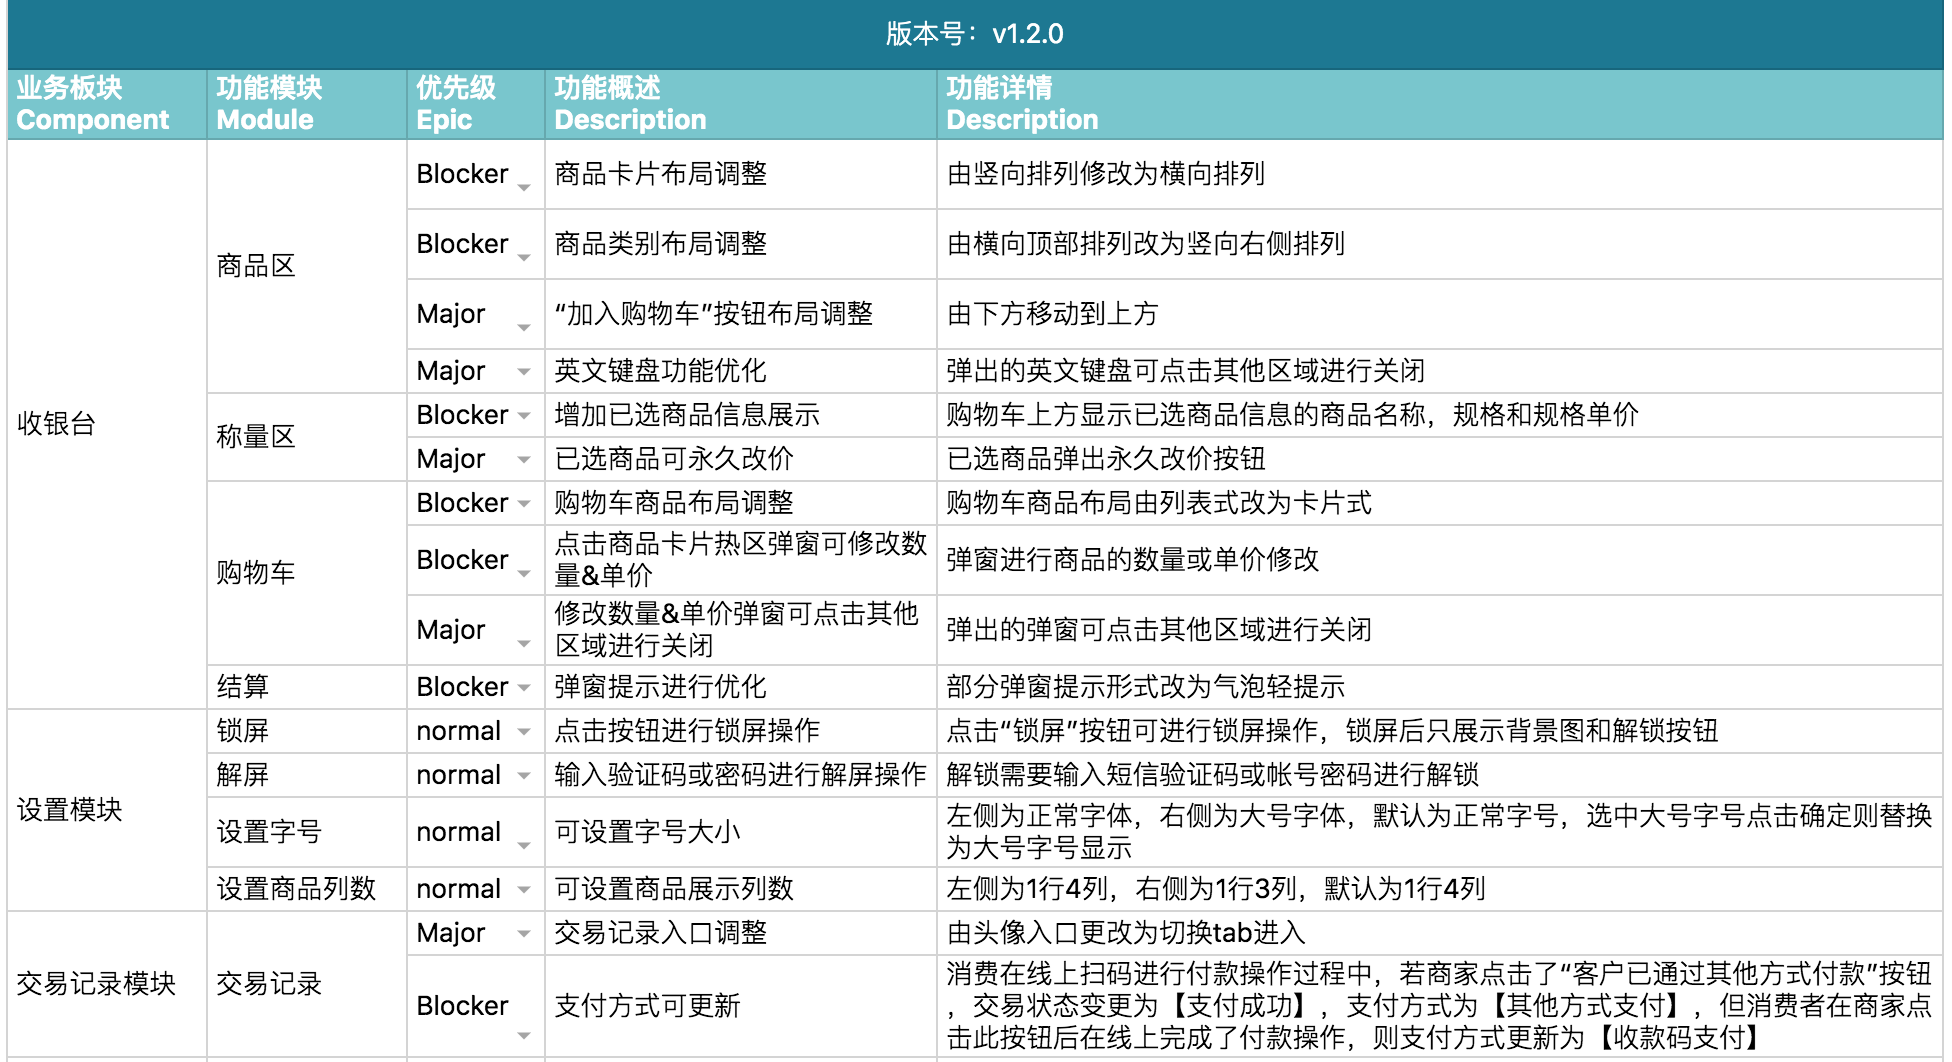 版本号：v1.2.0
业务板块
Component
功能模块
Module
优先级
Epic
功能概述
Description
功能详情
Description
收银台
商品区
Blocker
商品卡片布局调整
由竖向排列修改为横向排列
Blocker
商品类别布局调整
由横向顶部排列改为竖向右侧排列
Major
“加入购物车”按钮布局调整
由下方移动到上方
Major
英文键盘功能优化
弹出的英文键盘可点击其他区域进行关闭
称量区
Blocker
增加已选商品信息展示
购物车上方显示已选商品信息的商品名称，规格和规格单价
Major
已选商品可永久改价
已选商品弹出永久改价按钮
购物车
Blocker
购物车商品布局调整
购物车商品布局由列表式改为卡片式
Blocker
点击商品卡片热区弹窗可修改数
量&单价
弹窗进行商品的数量或单价修改
Major
修改数量&单价弹窗可点击其他
区域进行关闭
弹出的弹窗可点击其他区域进行关闭
结算
Blocker
弹窗提示进行优化
部分弹窗提示形式改为气泡轻提示
设置模块
锁屏
normal
点击按钮进行锁屏操作
点击“锁屏”按钮可进行锁屏操作，锁屏后只展示背景图和解锁按钮
解屏
normal
输入验证码或密码进行解屏操作
解锁需要输入短信验证码或帐号密码进行解锁
设置字号
normal
可设置字号大小
左侧为正常字体，右侧为大号字体，默认为正常字号，选中大号字号点击确定则替换
为大号字号显示
设置商品列数
normal
可设置商品展示列数
左侧为1行4列，右侧为1行3列，默认为1行4列
交易记录模块
交易记录
Major
交易记录入口调整
由头像入口更改为切换tab进入
Blocker
支付方式可更新
消费在线上扫码进行付款操作过程中，若商家点击了“客户已通过其他方式付款”按钮
，交易状态变更为【支付成功】，支付方式为【其他方式支付】，但消费者在商家点
击此按钮后在线上完成了付款操作，则支付方式更新为【收款码支付】